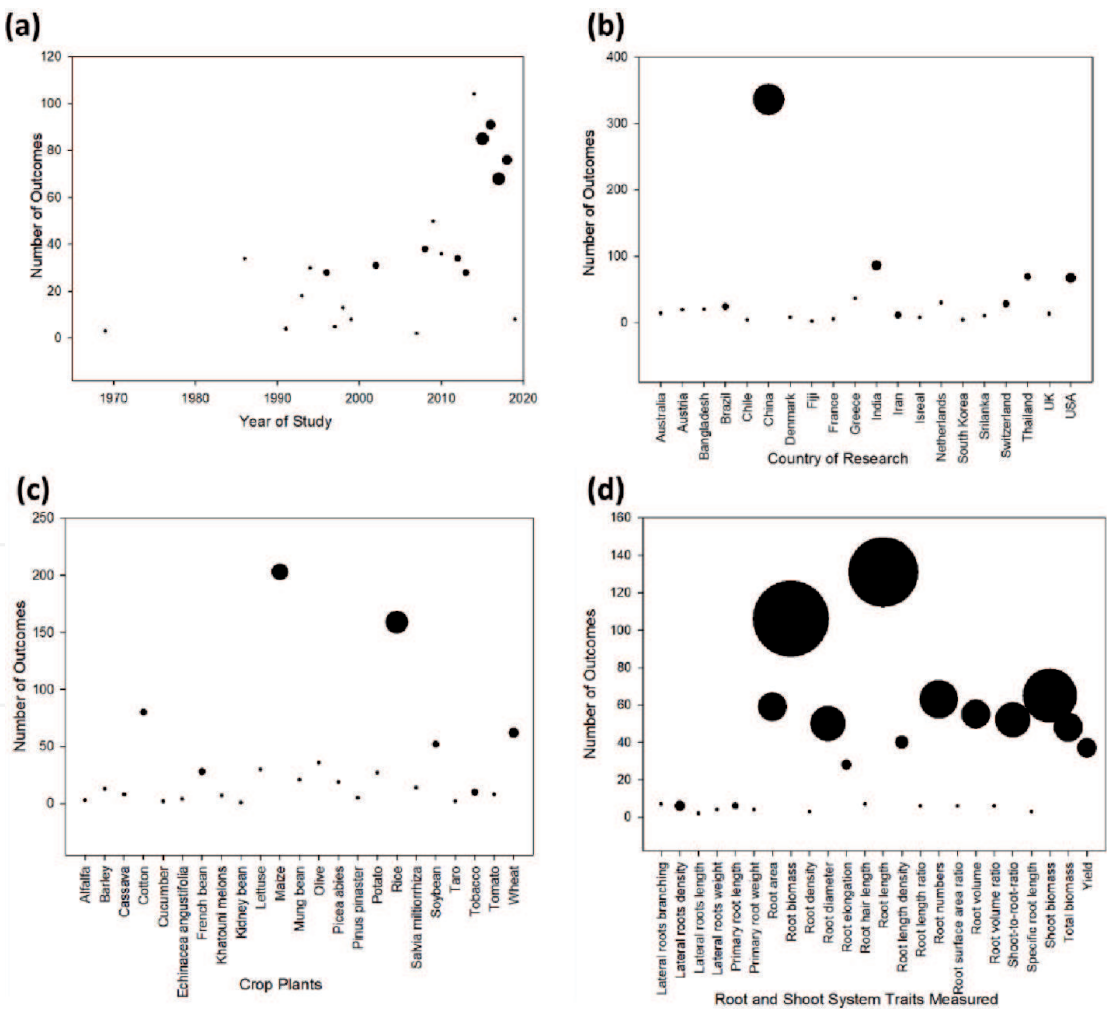 (a)
120
100
80
60
40
20
0
Number of Outcomes
1970
1980
1990
2000
2010
2020
Year of Study
(b)
400
300
200
100
0
Number of Outcomes
Australia
Austria
Bangladesh
Brazil
Chile
China
Denmark
Fiji
France
Greece
India
Iran
Isreal
Netherlands
South Korea
Srilanka
Switzerland
Thailand
UK
USA
Country of Research
(c)
250
200
150
100
50
0
Number of Outcomes
Alfalfa
Barley
Cassava
Cotton
Cucumber
Echinacea angustifolia
French bean
Khatouni melons
Kidney bean
Lettuse
Maize
Mung bean
Olive
Picea abies
Pinus pinaster
Potato
Rice
Salvia miltiorrhiza
Soybean
Taro
Tobacco
Tomato
Wheat
Crop Plants
(d)
160
140
120
100
80
60
40
20
0
Number of Outcomes
Lateral roots branching
Lateral roots density
Lateral roots length
Lateral roots weight
Primary root length
Primary root weight
Root area
Root biomass
Root density
Root diameter
Root elongation
Root hair length
Root length
Root length density
Root length ratio
Root numbers
Root surface area ratio
Root volume
Root volume ratio
Shoot-to-root-ratio
Specific root length
Shoot biomass
Total biomass
Yield
Root and Shoot System Traits Measured